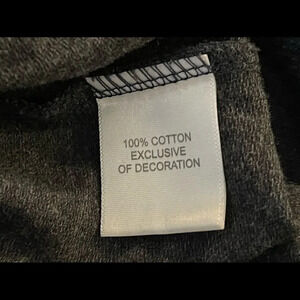 100% COTTON
EXCLUSIVE
OF DECORATION